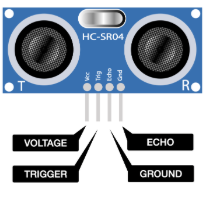 HC-SR04
Vcc Trig Echo Gnd
T R
VOLTAGE ECHO
TRIGGER GROUND